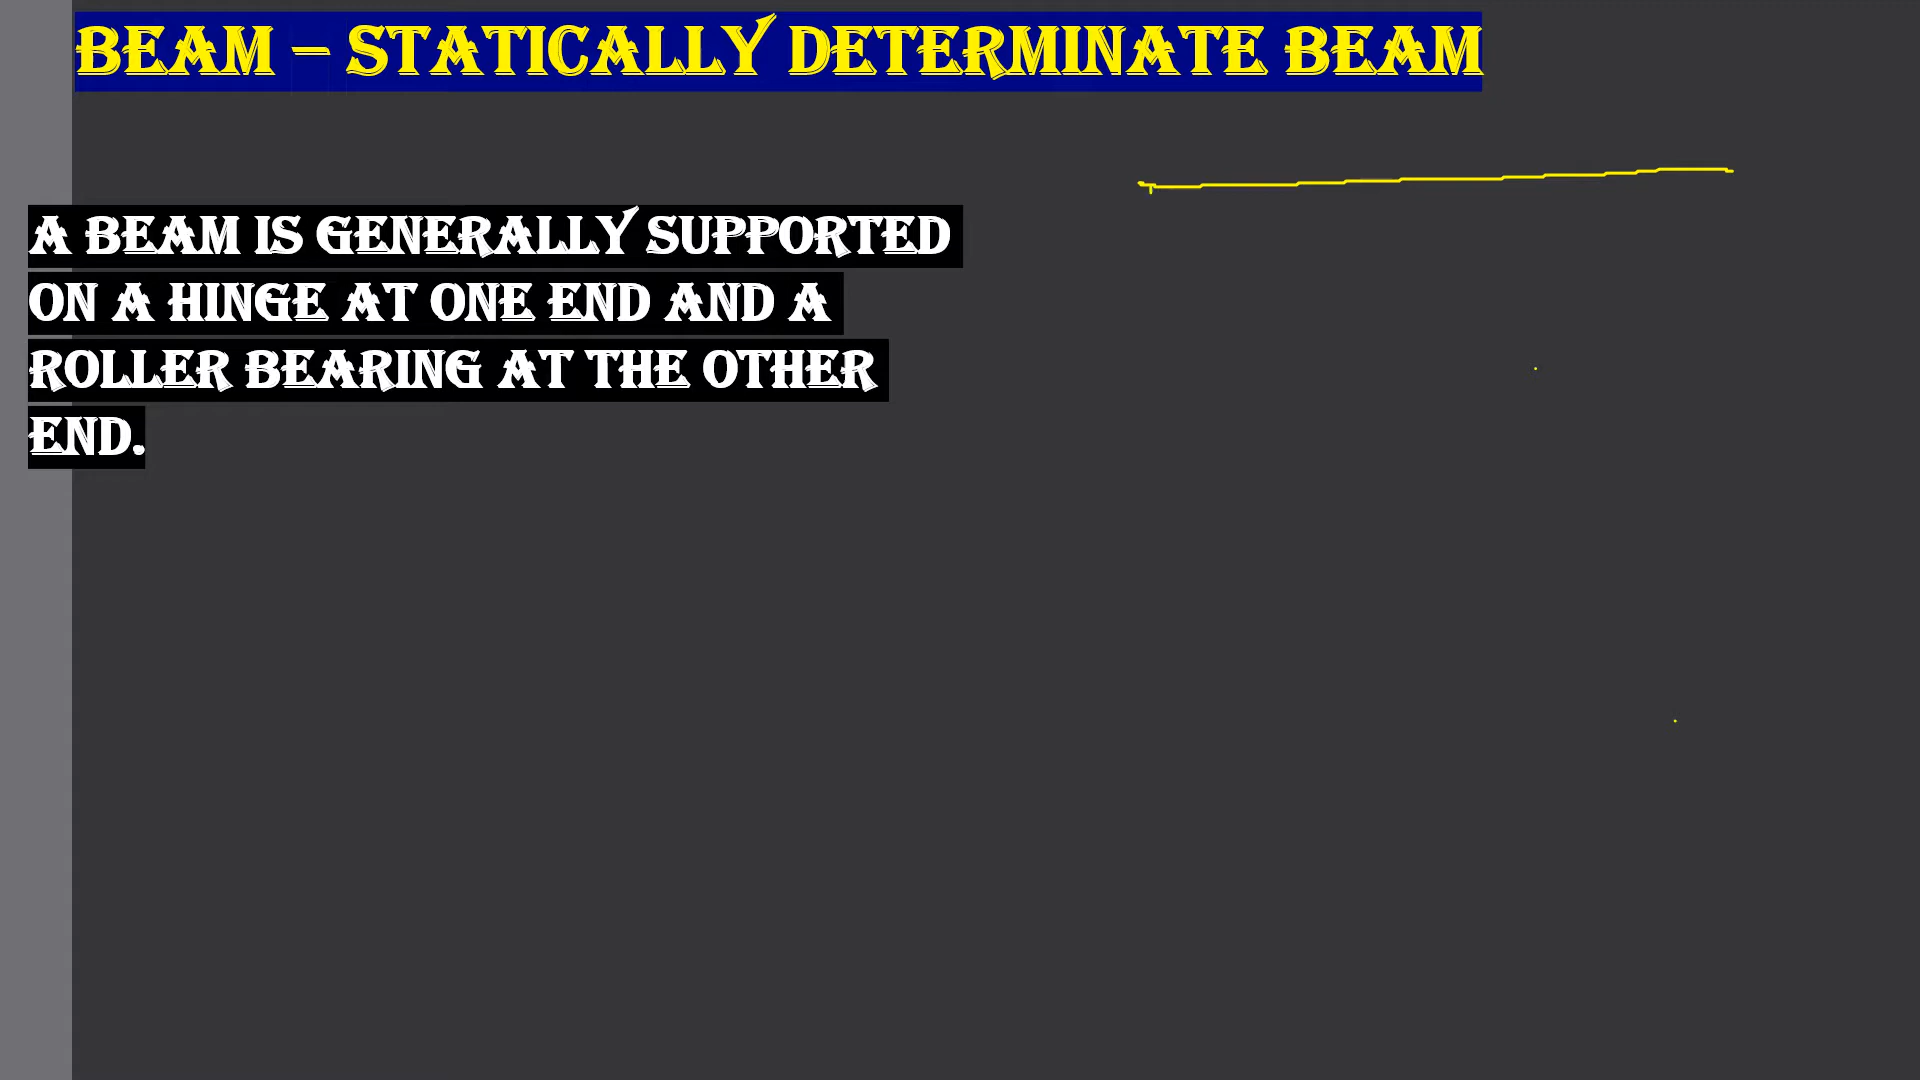 BEAM – STATICALLY DETERMINATE BEAM
A BEAM IS GENERALLY SUPPORTED
ON A HINGE AT ONE END AND A
ROLLER BEARING AT THE OTHER
END.